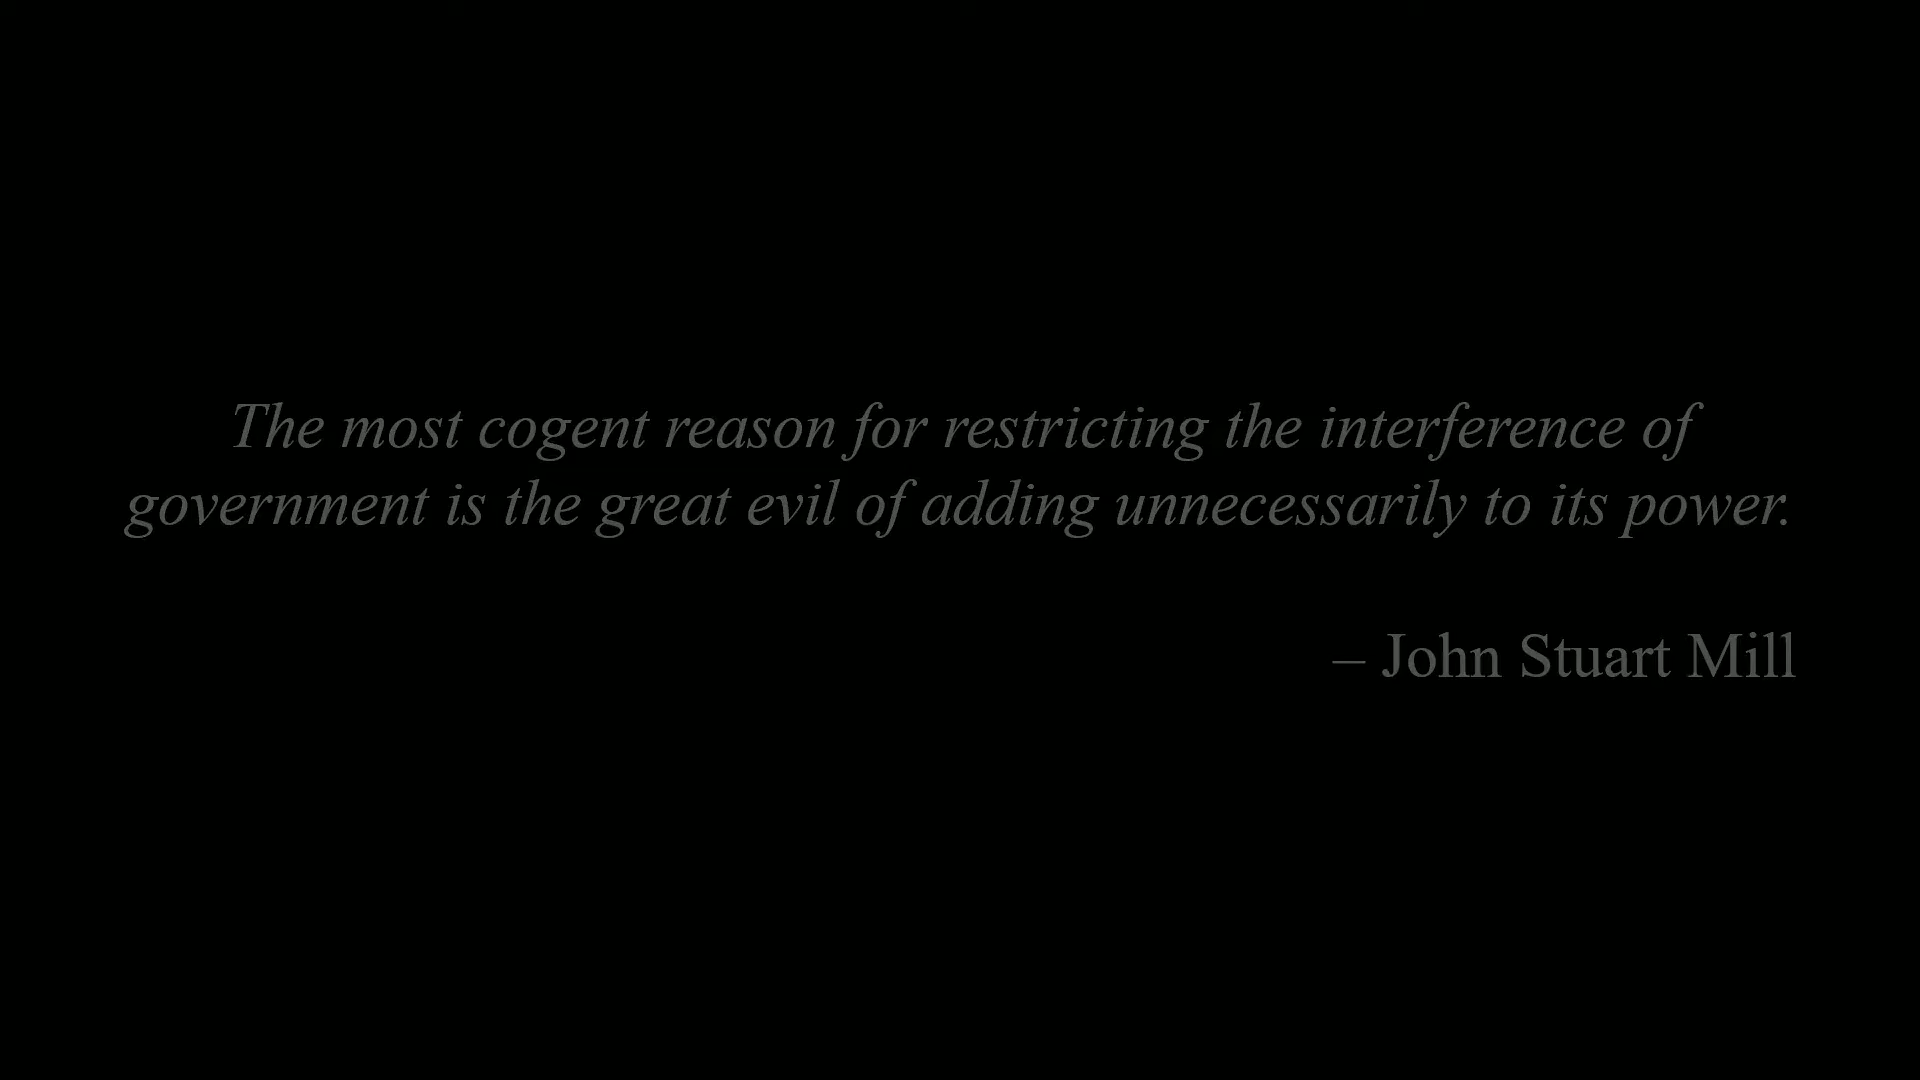 The most cogent reason for restricting the interference of
government is the great evil of adding unnecessarily to its power.
– John Stuart Mill